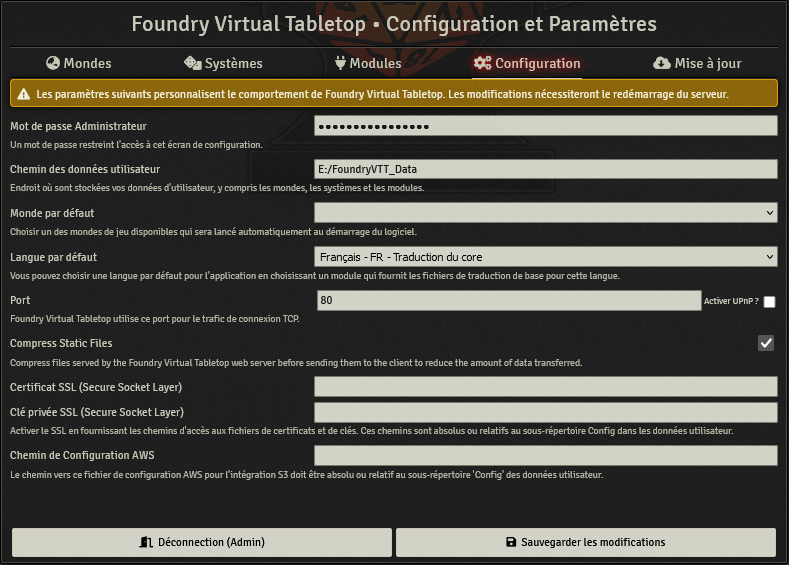 Foundry Virtual Tabletop • Configuration et Paramètres
Mondes Systèmes Modules Configuration Mise à jour
Les paramètres suivants personnalisent le comportement de Foundry Virtual Tabletop. Les modifications nécessiteront le redémarrage du serveur.
Mot de passe Administrateur ••••••••••••••••
Un mot de passe restreint l'accès à cet écran de configuration.
Chemin des données utilisateur E:/FoundryVTT_Data
Endroit où sont stockées vos données d'utilisateur, y compris les mondes, les systèmes et les modules.
Monde par défaut
Choisir un des mondes de jeu disponibles qui sera lancé automatiquement au démarrage du logiciel.
Langue par défaut Français - FR - Traduction du core
Vous pouvez choisir une langue par défaut pour l'application en choisissant un module qui fournit les fichiers de traduction de base pour cette langue.
Port 80 Activer UPnP ?
Foundry Virtual Tabletop utilise ce port pour le trafic de connexion TCP.
Compress Static Files
Compress files served by the Foundry Virtual Tabletop web server before sending them to the client to reduce the amount of data transferred.
Certificat SSL (Secure Socket Layer)
Clé privée SSL (Secure Socket Layer)
Activer le SSL en fournissant les chemins d'accès aux fichiers de certificats et de clés. Ces chemins sont absolus ou relatifs au sous-répertoire Config dans les données utilisateur.
Chemin de Configuration AWS
Le chemin vers ce fichier de configuration AWS pour l'intégration S3 doit être absolu ou relatif au sous-répertoire 'Config' des données utilisateur.
Déconnection (Admin) Sauvegarder les modifications